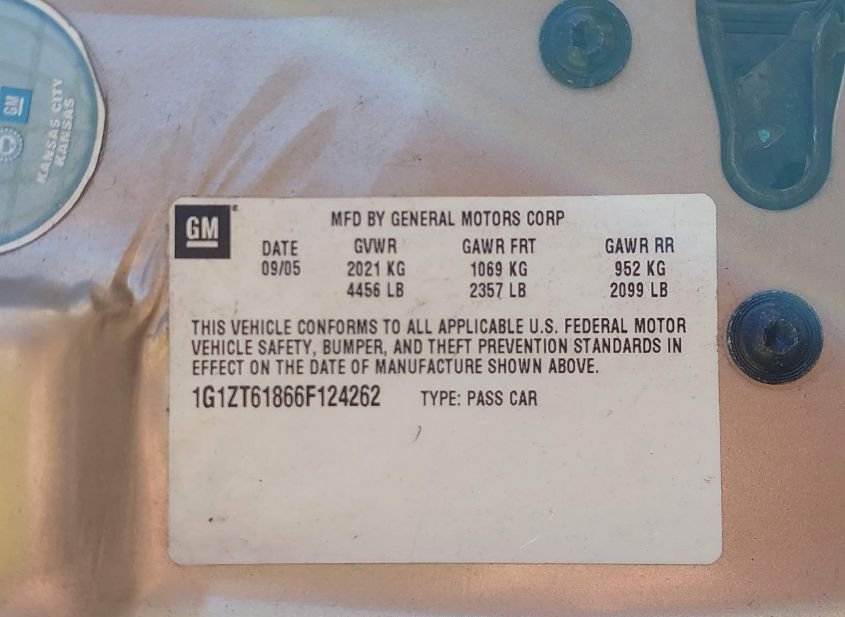 GM
KANSAS CITY
KANSAS
GM
MFD BY GENERAL MOTORS CORP
DATE GVWR GAWR FRT GAWR RR
09/05 2021 KG 1069 KG 952 KG
4456 LB 2357 LB 2099 LB
THIS VEHICLE CONFORMS TO ALL APPLICABLE U.S. FEDERAL MOTOR
VEHICLE SAFETY, BUMPER, AND THEFT PREVENTION STANDARDS IN
EFFECT ON THE DATE OF MANUFACTURE SHOWN ABOVE.
1G1ZT61866F124262 TYPE: PASS CAR